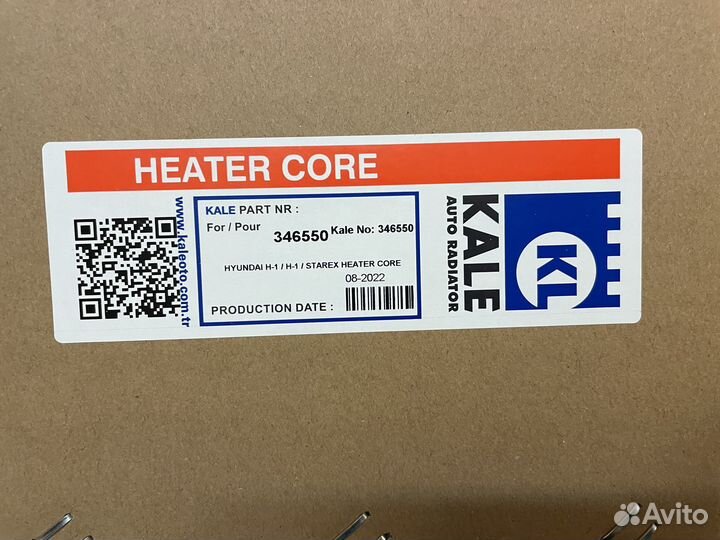 HEATER CORE
www.kaleoto.com.tr
KALE PART NR :
For / Pour
346550 Kale No: 346550
HYUNDAI H-1 / H-1 / STAREX HEATER CORE
08-2022
PRODUCTION DATE :
KALE
AUTO RADIATOR
KL
Avito